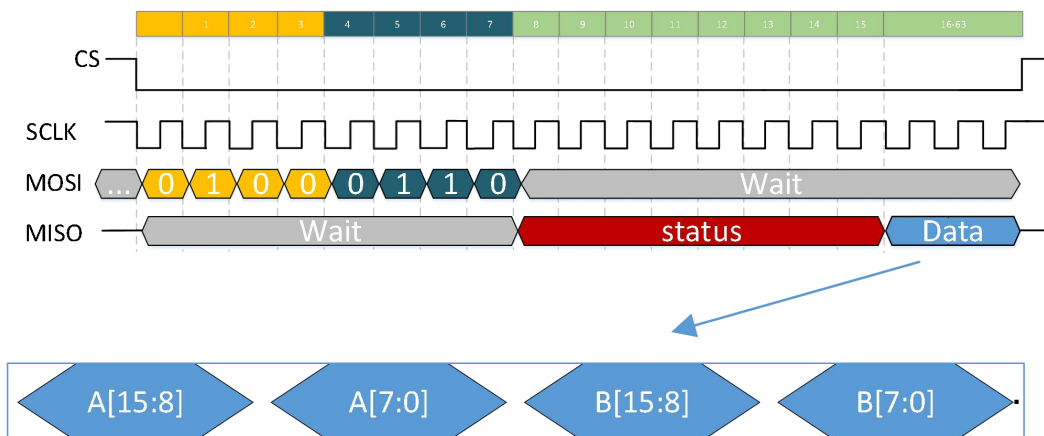 1 2 3 4 5 6 7 8 9 10 11 12 13 14 15 16-63
CS
SCLK
MOSI ... 0 1 0 0 0 1 1 0 Wait
MISO Wait status Data
A[15:8] A[7:0] B[15:8] B[7:0]